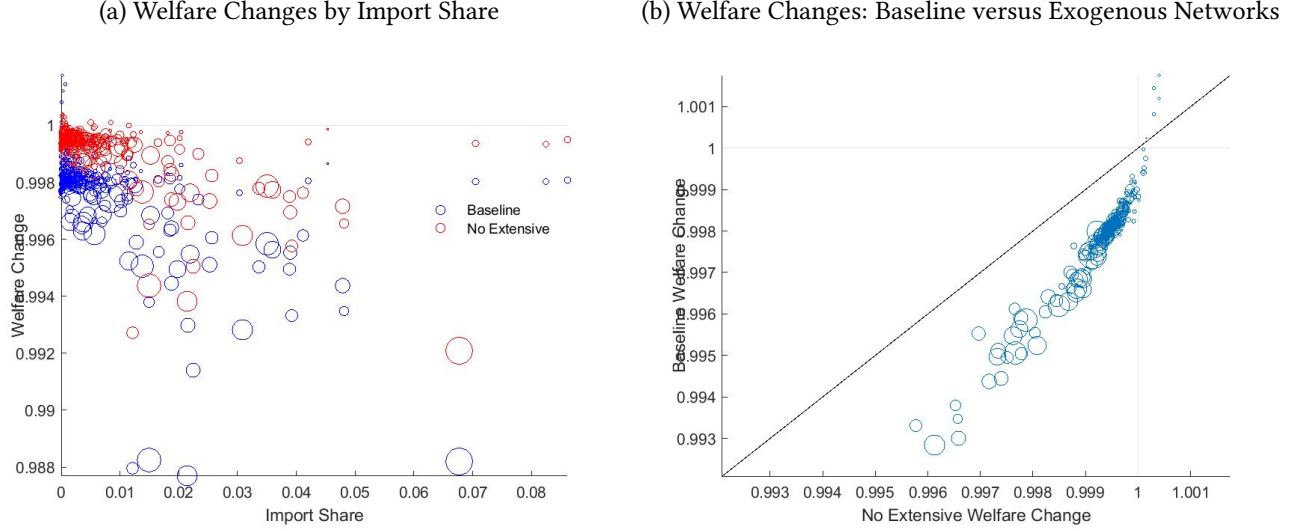 (a) Welfare Changes by Import Share
1
0.998
0.996
0.994
0.992
0.99
0.988
Welfare Change
0 0.01 0.02 0.03 0.04 0.05 0.06 0.07 0.08
Import Share
Baseline
No Extensive
(b) Welfare Changes: Baseline versus Exogenous Networks
1.001
1
0.999
0.998
0.997
0.996
0.995
0.994
0.993
Baseline Welfare Change
0.993 0.994 0.995 0.996 0.997 0.998 0.999 1 1.001
No Extensive Welfare Change